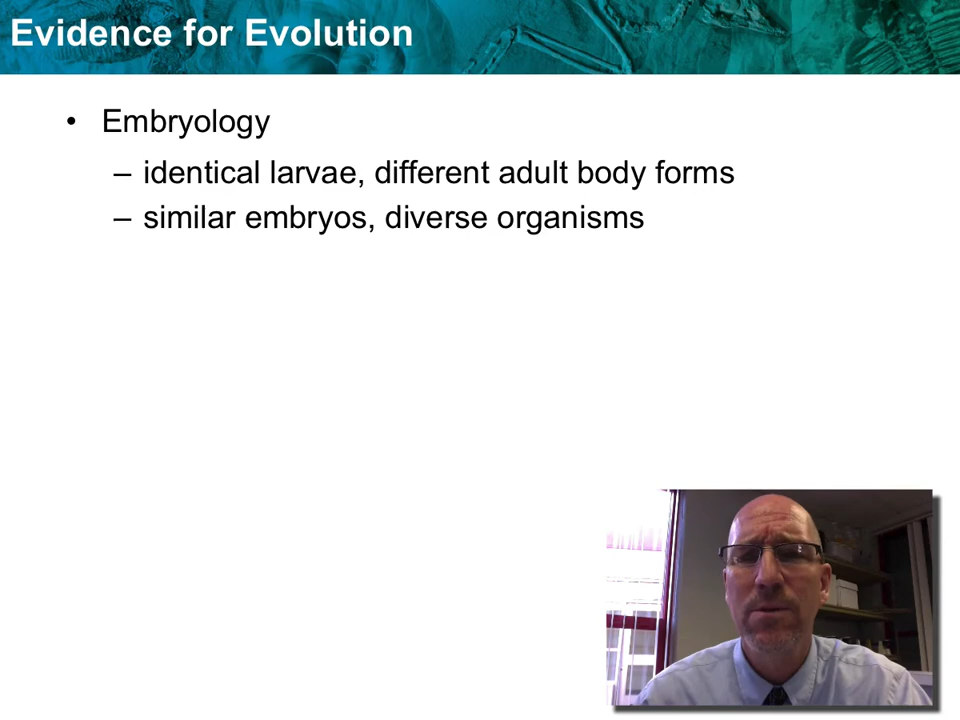 Evidence for Evolution
• Embryology
– identical larvae, different adult body forms
– similar embryos, diverse organisms